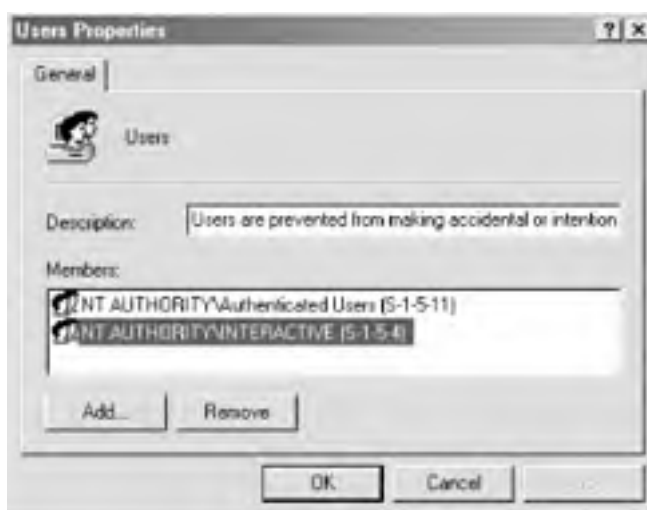 Users Properties
General
Users
Description: Users are prevented from making accidental or intention
Members:
NT AUTHORITY\Authenticated Users (S-1-5-11)
NT AUTHORITY\INTERACTIVE (S-1-5-4)
Add... Remove
OK Cancel